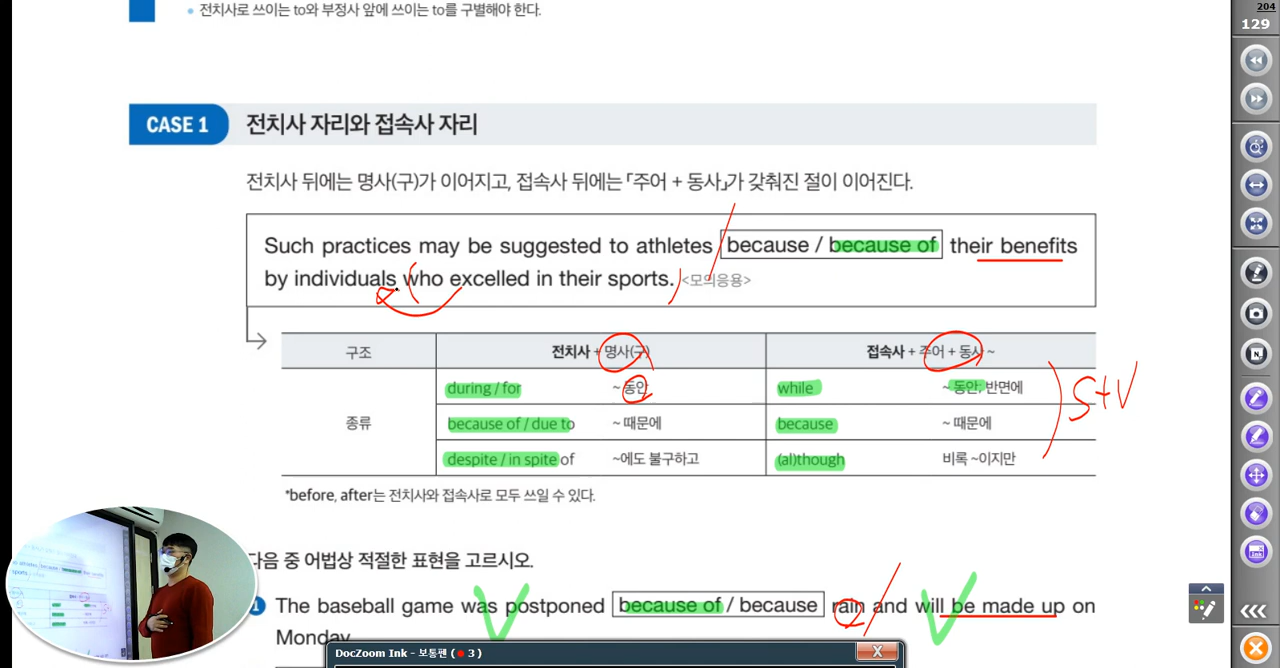 전치사로 쓰이는 to와 부정사 앞에 쓰이는 to를 구별해야 한다.
204
129
CASE 1 전치사 자리와 접속사 자리
전치사 뒤에는 명사(구)가 이어지고, 접속사 뒤에는 「주어 + 동사」가 갖춰진 절이 이어진다.
Such practices may be suggested to athletes because / because of their benefits
by individuals who excelled in their sports. <모의응용>
구조 전치사 + 명사(구) 접속사 + 주어 + 동사 ~
종류
during / for ~ 동안 while ~ 동안; 반면에
because of / due to ~ 때문에 because ~ 때문에
despite / in spite of ~에도 불구하고 (al)though 비록 ~이지만
S+V
*before, after는 전치사와 접속사로 모두 쓰일 수 있다.
다음 중 어법상 적절한 표현을 고르시오.
1 The baseball game was postponed because of / because rain and will be made up on
Monday
DocZoom Ink - 보통펜 ( 3 )
X
N
Ink